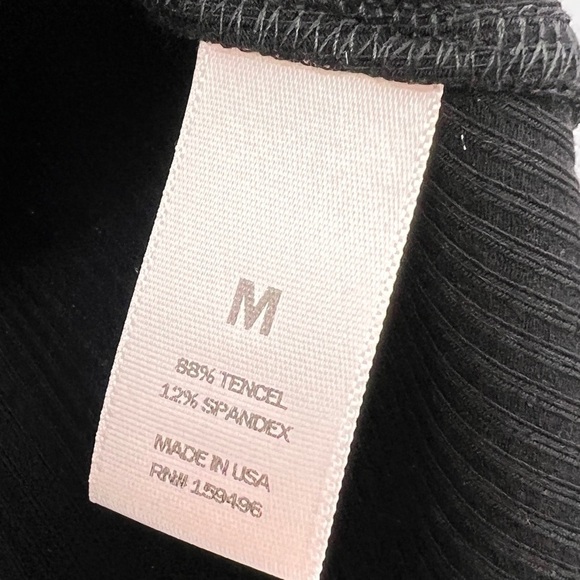 M
88% TENCEL
12% SPANDEX
MADE IN USA
RN# 159496